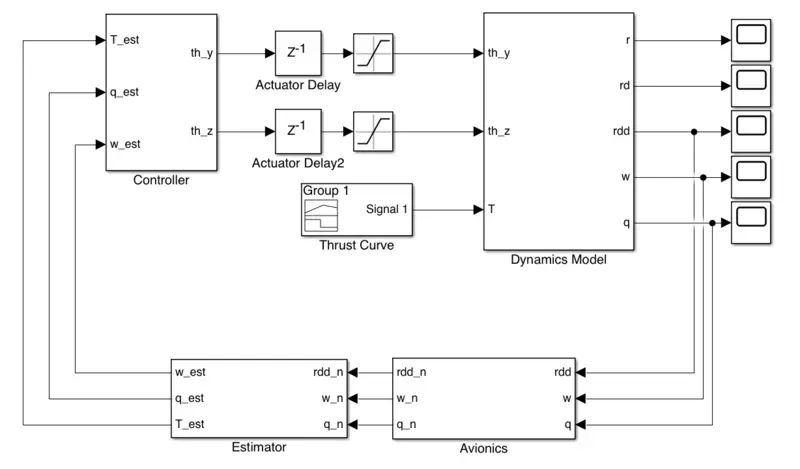 T_est
q_est
w_est
th_y
th_z
Controller
Z-1
Actuator Delay
Z-1
Actuator Delay2
Group 1
Signal 1
Thrust Curve
th_y
th_z
T
r
rd
rdd
w
q
Dynamics Model
w_est
q_est
T_est
rdd_n
w_n
q_n
Estimator
rdd_n
w_n
q_n
rdd
w
q
Avionics